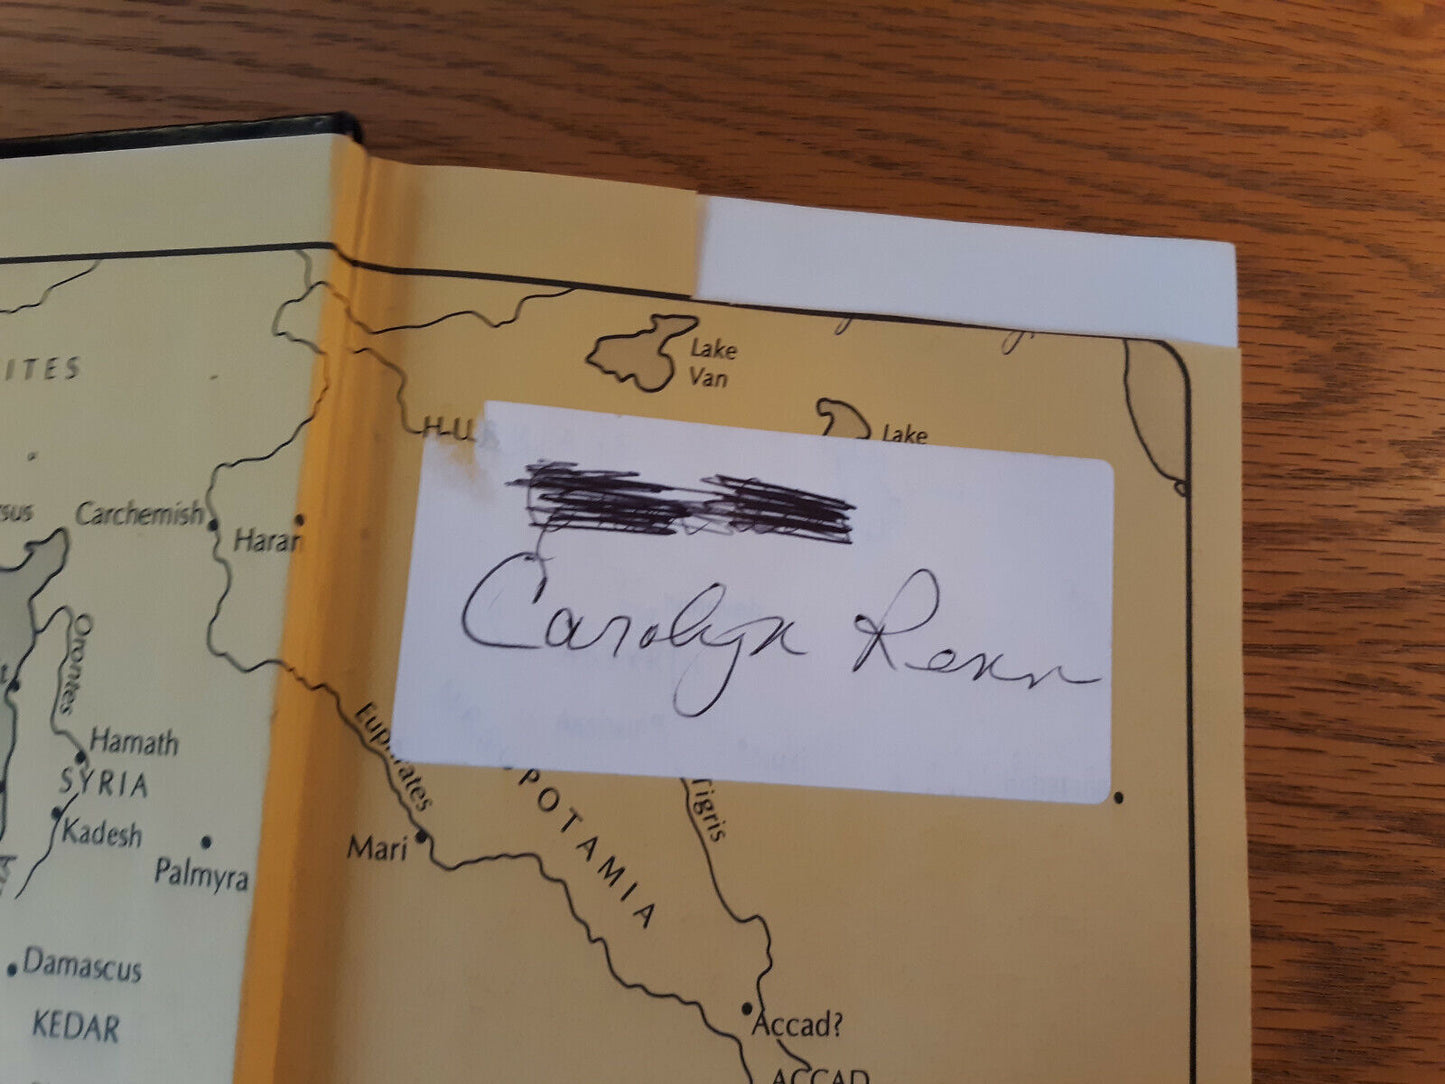 ITES
Lake
Van
H-U
Lake
Carchemish
Haran
Carolyn Renn
Orontes
Euphrates
Hamath
SYRIA
Tigris
POTAMIA
Kadesh
Mari
Palmyra
Damascus
Accad?
KEDAR
ACCAD